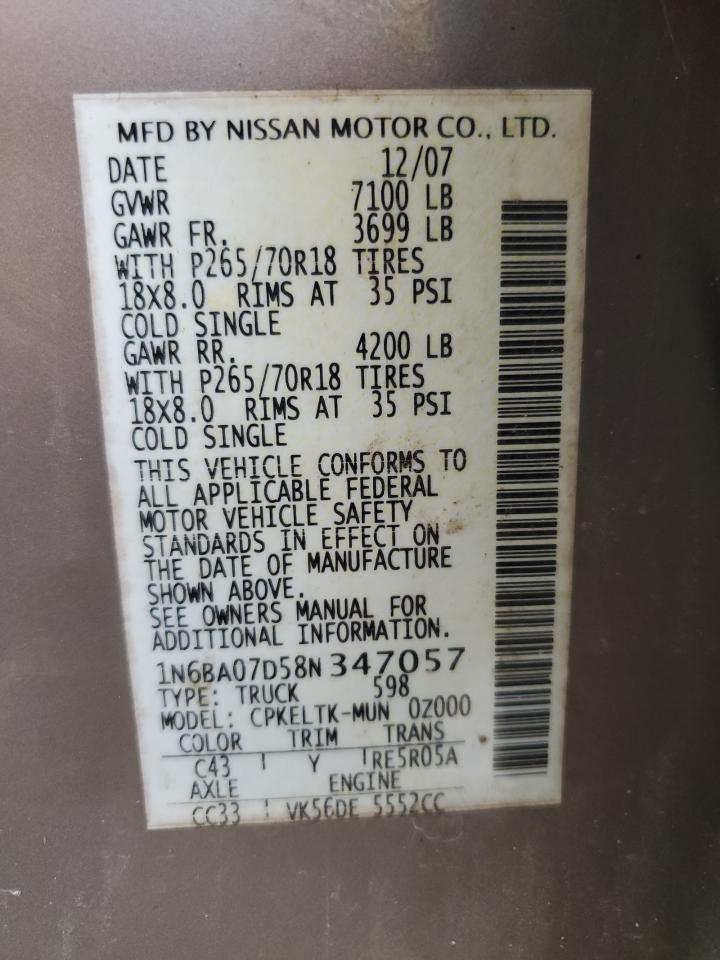 MFD BY NISSAN MOTOR CO., LTD.
DATE 12/07
GVWR 7100 LB
GAWR FR. 3699 LB
WITH P265/70R18 TIRES
18X8.0 RIMS AT 35 PSI
COLD SINGLE
GAWR RR. 4200 LB
WITH P265/70R18 TIRES
18X8.0 RIMS AT 35 PSI
COLD SINGLE
THIS VEHICLE CONFORMS TO
ALL APPLICABLE FEDERAL
MOTOR VEHICLE SAFETY
STANDARDS IN EFFECT ON
THE DATE OF MANUFACTURE
SHOWN ABOVE.
SEE OWNERS MANUAL FOR
ADDITIONAL INFORMATION.
1N6BA07D58N347057
TYPE: TRUCK 598
MODEL: CPKELTK-MUN 0Z000
COLOR TRIM TRANS
C43 Y RE5R05A
AXLE ENGINE
CC33 VK56DE 5552CC